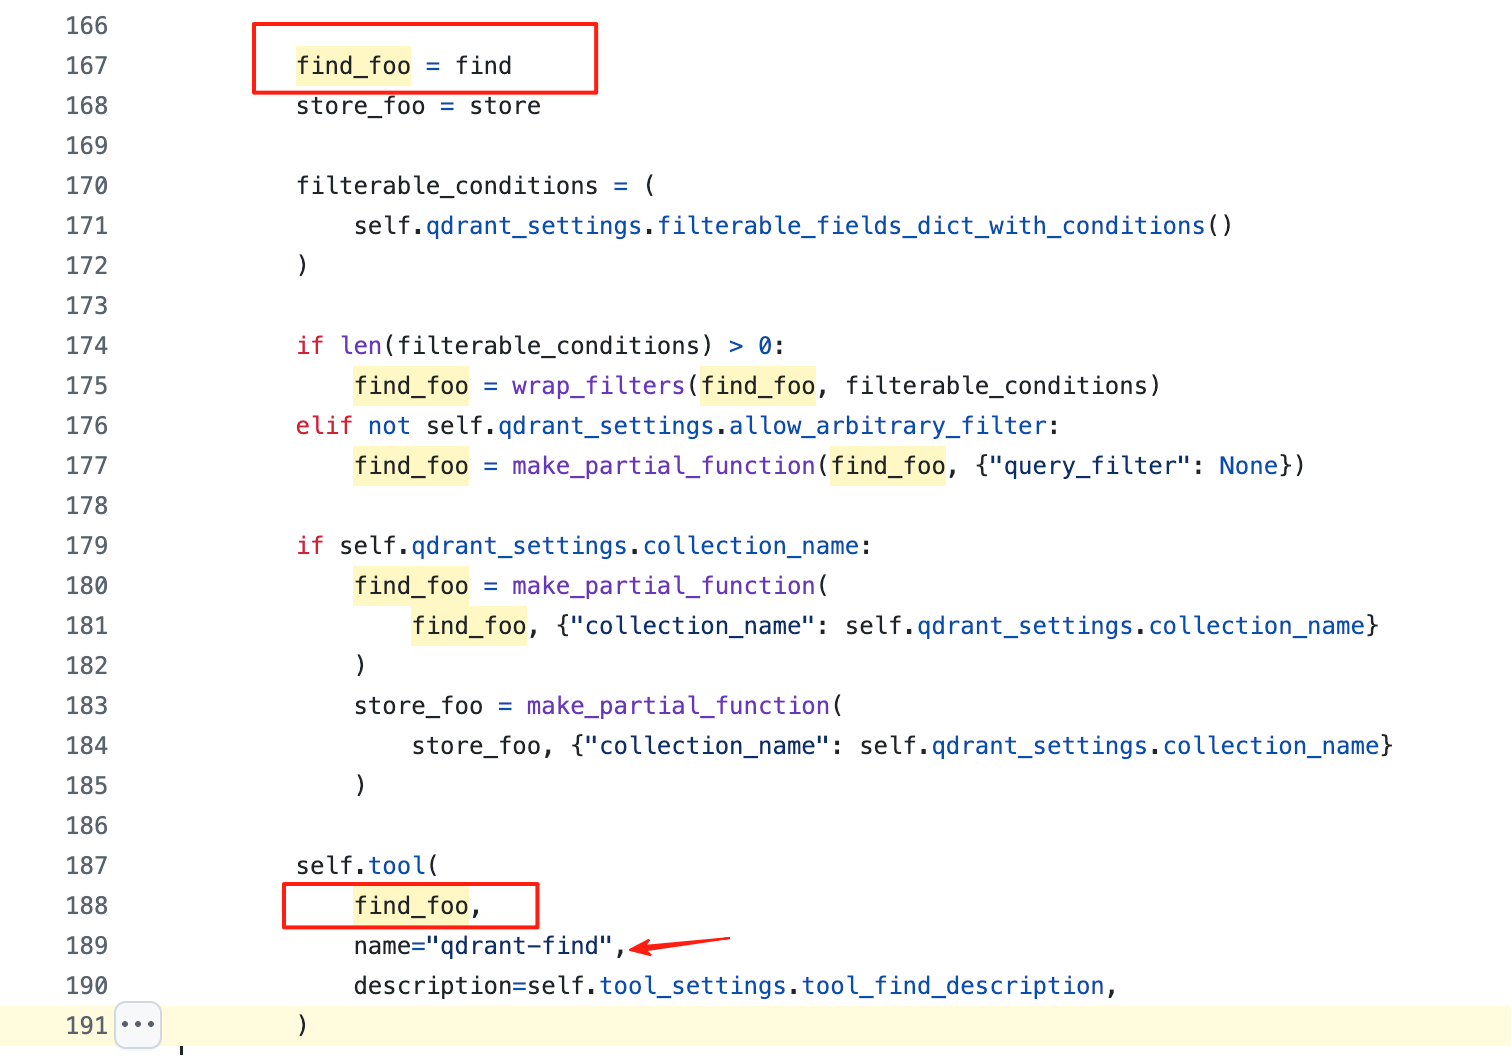 166
167 find_foo = find
168 store_foo = store
169
170 filterable_conditions = (
171 self.qdrant_settings.filterable_fields_dict_with_conditions()
172 )
173
174 if len(filterable_conditions) > 0:
175 find_foo = wrap_filters(find_foo, filterable_conditions)
176 elif not self.qdrant_settings.allow_arbitrary_filter:
177 find_foo = make_partial_function(find_foo, {"query_filter": None})
178
179 if self.qdrant_settings.collection_name:
180 find_foo = make_partial_function(
181 find_foo, {"collection_name": self.qdrant_settings.collection_name}
182 )
183 store_foo = make_partial_function(
184 store_foo, {"collection_name": self.qdrant_settings.collection_name}
185 )
186
187 self.tool(
188 find_foo,
189 name="qdrant-find",
190 description=self.tool_settings.tool_find_description,
191 )